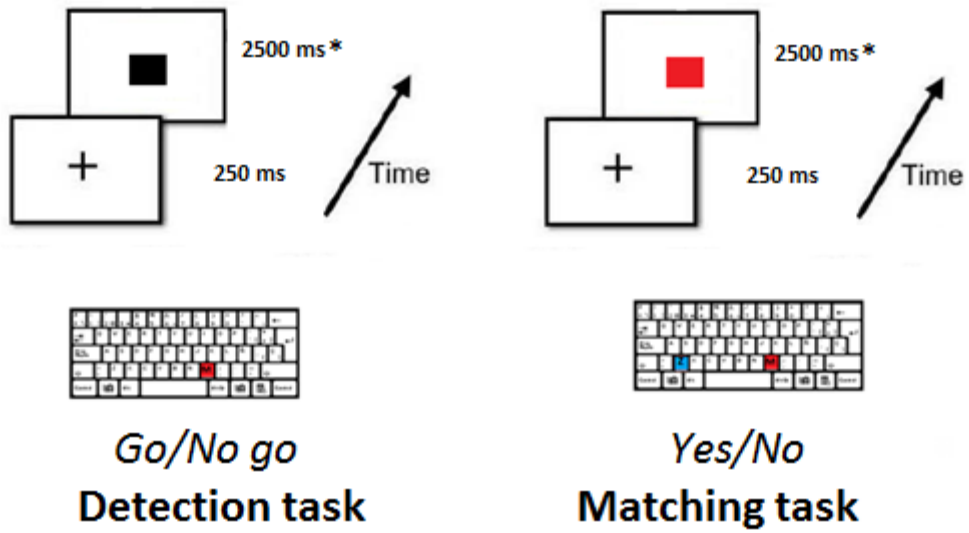 2500 ms*
250 ms
Time
2500 ms*
250 ms
Time
M
Z
M
Go/No go
Detection task
Yes/No
Matching task